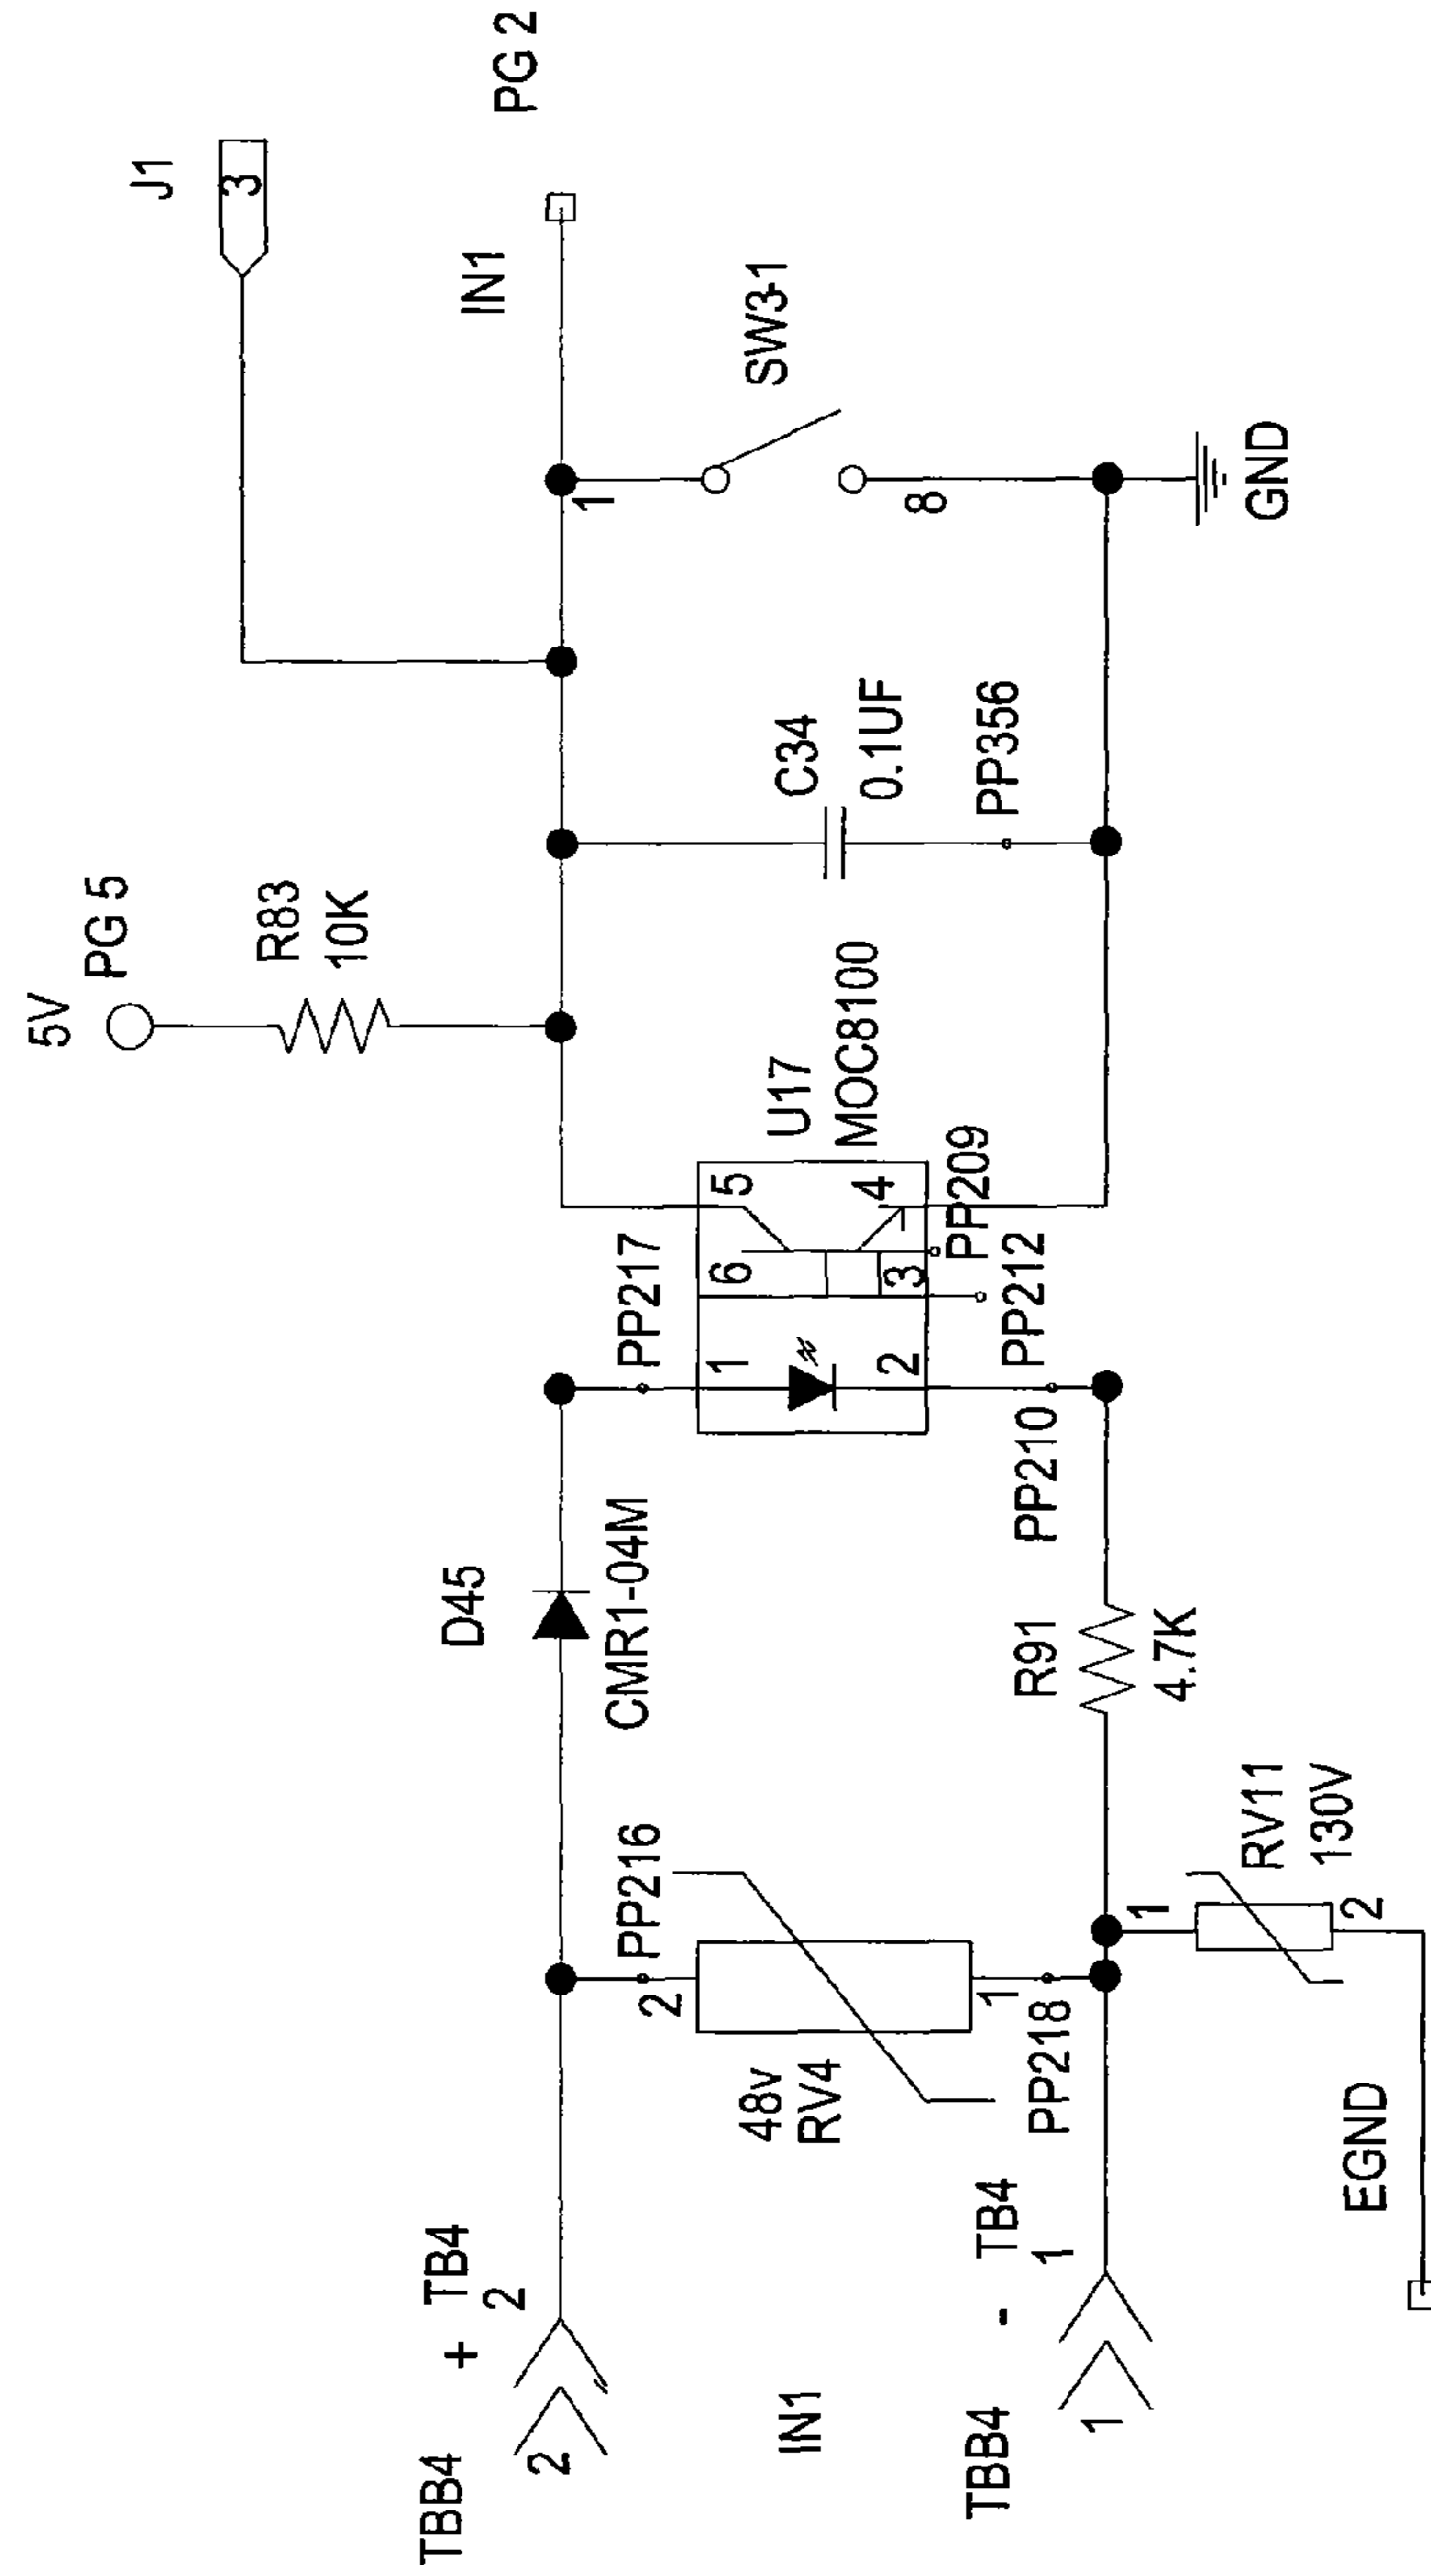 TBB4
2
+
TB4
2
IN1
TBB4
1
-
TB4
1
EGND
48v
RV4
2
PP216
1
PP218
1
RV11
130V
2
D45
CMR1-04M
R91
4.7K
PP217
PP210
PP212
PP209
1
2
6
3
5
4
U17
MOC8100
5V
PG 5
R83
10K
C34
0.1UF
PP356
J1
3
IN1
PG 2
1
SW3-1
8
GND